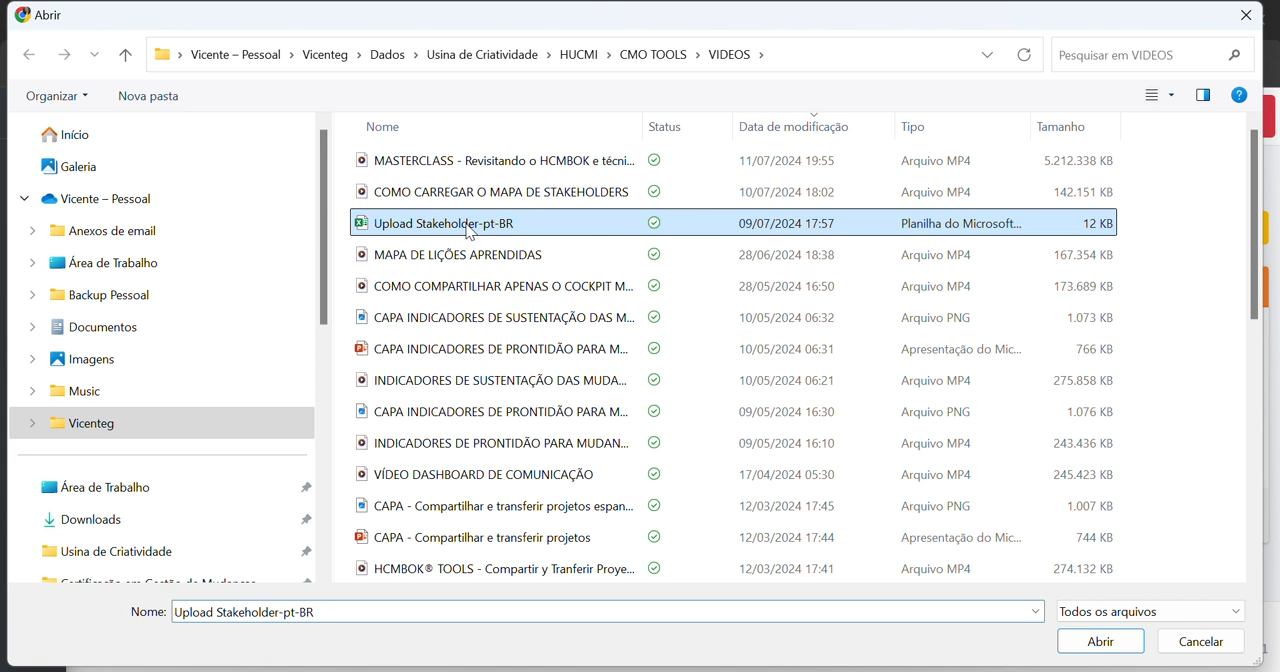 Abrir
Vicente – Pessoal > Vicenteg > Dados > Usina de Criatividade > HUCMI > CMO TOOLS > VIDEOS >
Pesquisar em VIDEOS
Organizar
Nova pasta
Início
Galeria
Vicente – Pessoal
Anexos de email
Área de Trabalho
Backup Pessoal
Documentos
Imagens
Music
Vicenteg
Área de Trabalho
Downloads
Usina de Criatividade
Certificação em Gestão de Mudanças
Nome Status Data de modificação Tipo Tamanho
MASTERCLASS - Revisitando o HCMBOK e técni... 11/07/2024 19:55 Arquivo MP4 5.212.338 KB
COMO CARREGAR O MAPA DE STAKEHOLDERS 10/07/2024 18:02 Arquivo MP4 142.151 KB
Upload Stakeholder-pt-BR 09/07/2024 17:57 Planilha do Microsoft... 12 KB
MAPA DE LIÇÕES APRENDIDAS 28/06/2024 18:38 Arquivo MP4 167.354 KB
COMO COMPARTILHAR APENAS O COCKPIT M... 28/05/2024 16:50 Arquivo MP4 173.689 KB
CAPA INDICADORES DE SUSTENTAÇÃO DAS M... 10/05/2024 06:32 Arquivo PNG 1.073 KB
CAPA INDICADORES DE PRONTIDÃO PARA M... 10/05/2024 06:31 Apresentação do Mic... 766 KB
INDICADORES DE SUSTENTAÇÃO DAS MUDA... 10/05/2024 06:21 Arquivo MP4 275.858 KB
CAPA INDICADORES DE PRONTIDÃO PARA M... 09/05/2024 16:30 Arquivo PNG 1.076 KB
INDICADORES DE PRONTIDÃO PARA MUDAN... 09/05/2024 16:10 Arquivo MP4 243.436 KB
VÍDEO DASHBOARD DE COMUNICAÇÃO 17/04/2024 05:30 Arquivo MP4 245.423 KB
CAPA - Compartilhar e transferir projetos espan... 12/03/2024 17:45 Arquivo PNG 1.007 KB
CAPA - Compartilhar e transferir projetos 12/03/2024 17:44 Apresentação do Mic... 744 KB
HCMBOK® TOOLS - Compartir y Tranferir Proye... 12/03/2024 17:41 Arquivo MP4 274.132 KB
Nome: Upload Stakeholder-pt-BR
Todos os arquivos
Abrir
Cancelar